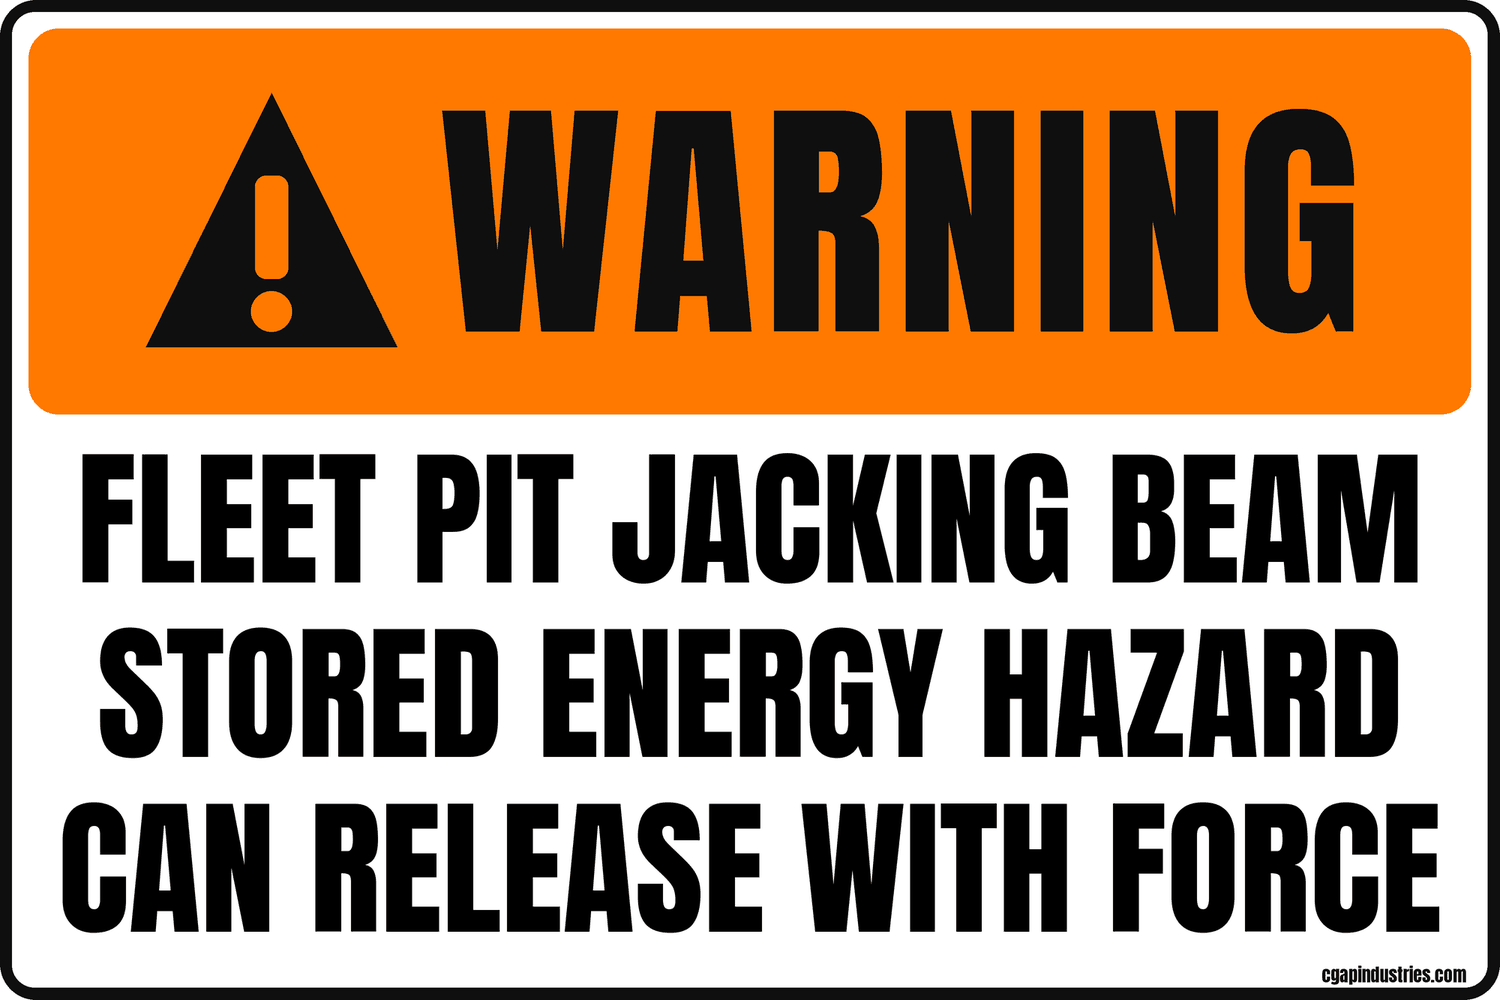 WARNING
FLEET PIT JACKING BEAM
STORED ENERGY HAZARD
CAN RELEASE WITH FORCE
cgapindustries.com